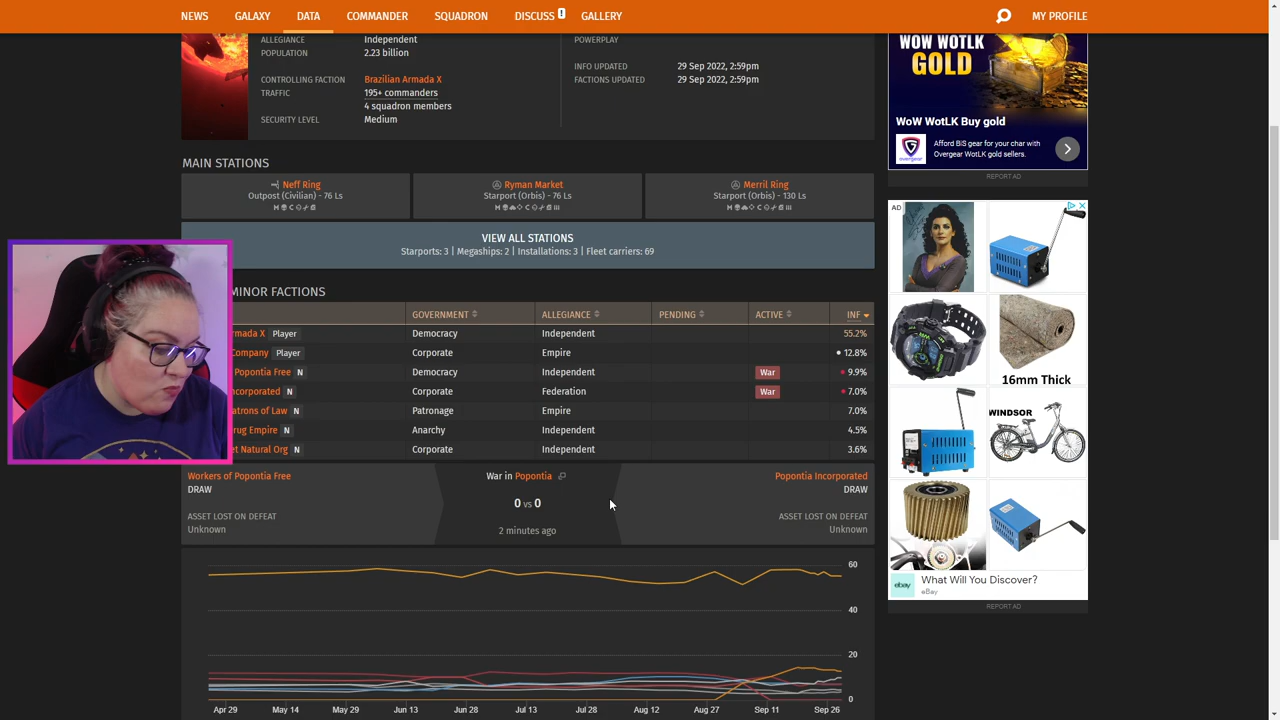 NEWS GALAXY DATA COMMANDER SQUADRON DISCUSS ! GALLERY MY PROFILE
ALLEGIANCE Independent
POPULATION 2.23 billion
CONTROLLING FACTION Brazilian Armada X
TRAFFIC 195+ commanders
4 squadron members
SECURITY LEVEL Medium
POWERPLAY
INFO UPDATED 29 Sep 2022, 2:59pm
FACTIONS UPDATED 29 Sep 2022, 2:59pm
MAIN STATIONS
Neff Ring
Outpost (Civilian) - 76 Ls
Ryman Market
Starport (Orbis) - 76 Ls
Merril Ring
Starport (Orbis) - 130 Ls
VIEW ALL STATIONS
Starports: 3 | Megaships: 2 | Installations: 3 | Fleet carriers: 69
MINOR FACTIONS
GOVERNMENT ALLEGIANCE PENDING ACTIVE INF
rmada X Player Democracy Independent 55.2%
Company Player Corporate Empire 12.8%
Popontia Free N Democracy Independent War 9.9%
ncorporated N Corporate Federation War 7.0%
atrons of Law N Patronage Empire 7.0%
rug Empire N Anarchy Independent 4.5%
et Natural Org N Corporate Independent 3.6%
Workers of Popontia Free
DRAW
ASSET LOST ON DEFEAT
Unknown
War in Popontia
0 vs 0
2 minutes ago
Popontia Incorporated
DRAW
ASSET LOST ON DEFEAT
Unknown
60
40
20
0
Apr 29 May 14 May 29 Jun 13 Jun 28 Jul 13 Jul 28 Aug 12 Aug 27 Sep 11 Sep 26
WOW WOTLK
GOLD
WoW WotLK Buy gold
overgear
Afford BiS gear for your char with
Overgear WotLK gold sellers.
REPORT AD
AD
16mm Thick
WINDSOR
What Will You Discover?
ebay
eBay
REPORT AD